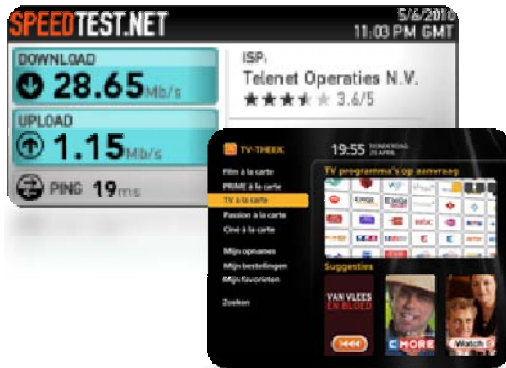 SPEEDTEST.NET
5/6/2010
11:03 PM GMT
DOWNLOAD
28.65 Mb/s
ISP:
Telenet Operaties N.V.
3.6/5
UPLOAD
1.15 Mb/s
PING 19 ms
TV-THEEK
19:55
Film à la carte
PRIME à la carte
TV à la carte
Passion à la carte
Ciné à la carte
Mijn opnames
Mijn bestellingen
Mijn favorieten
Zoeken
TV programma's op aanvraag
Suggesties
VAN VLEES
EN BLOED
C MORE
Watch